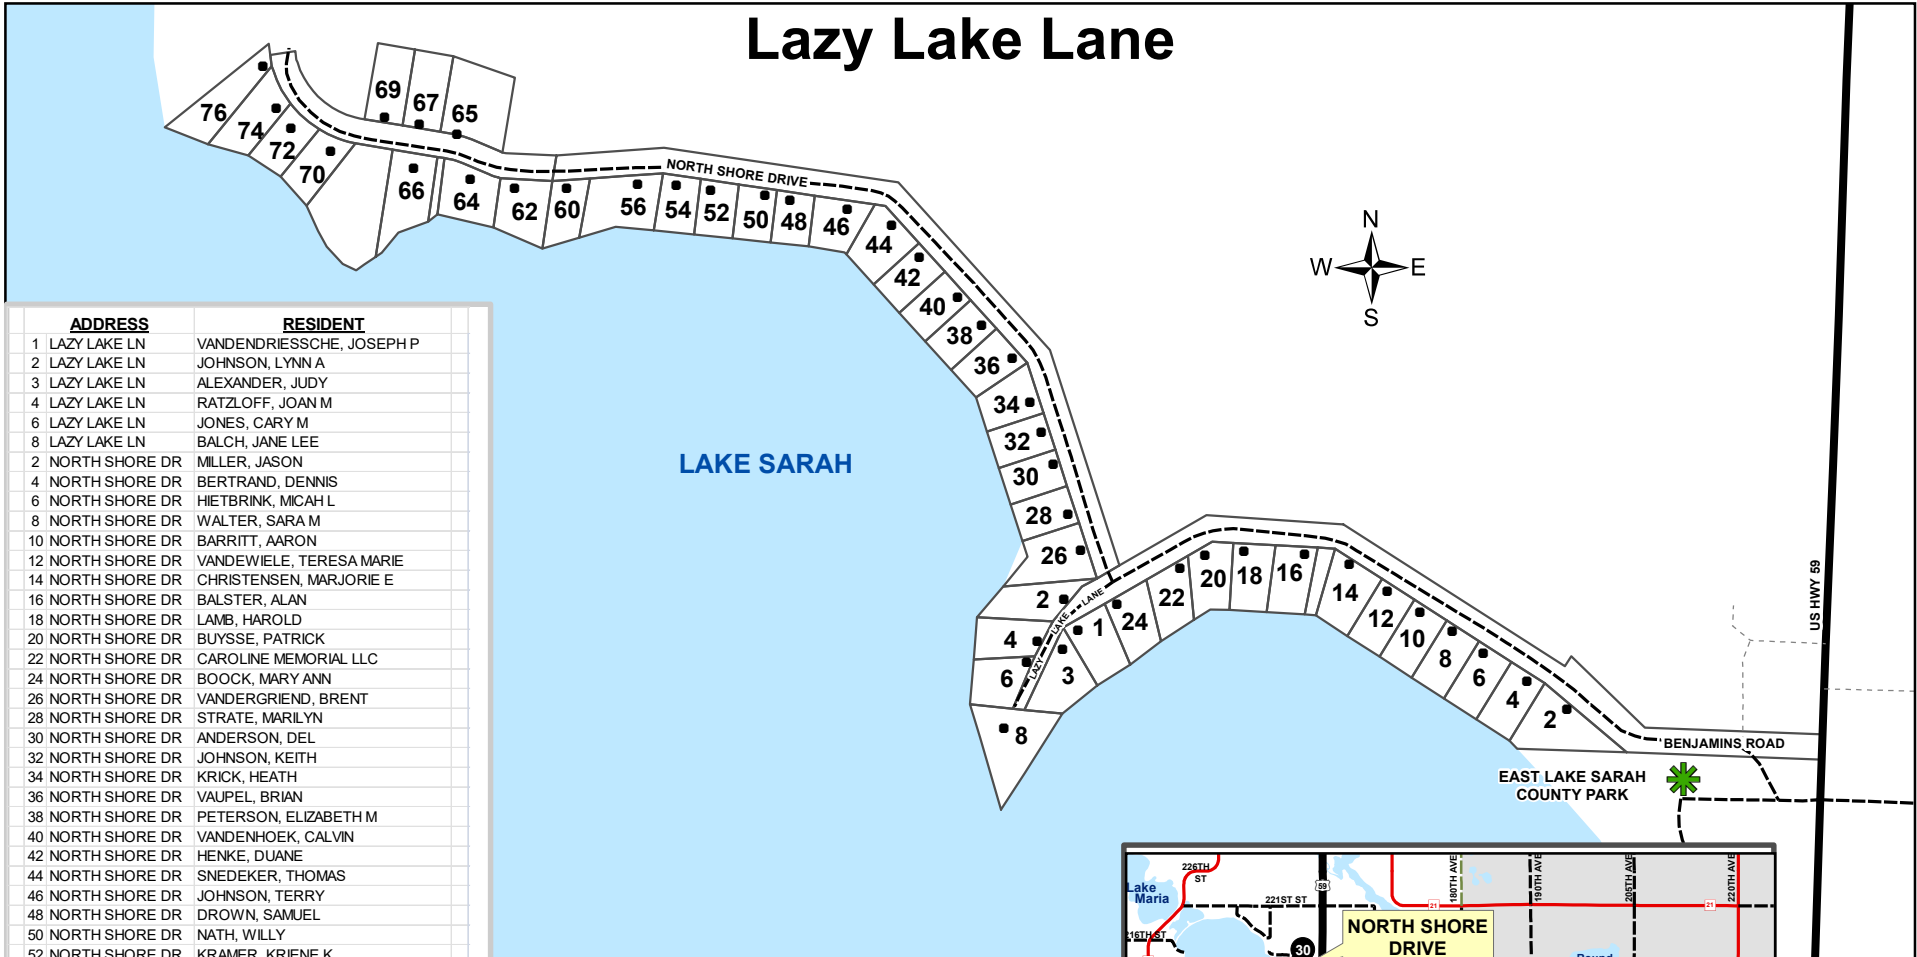 Lazy Lake Lane
69
67
65
76
74
72
70
66
64
62
60
56
54
52
50
48
46
44
42
40
38
36
34
32
30
28
26
NORTH SHORE DRIVE
N
W E
S
LAKE SARAH
US HWY 59
LAZY LAKE LANE
2
4
6
8
1
3
24
22
20
18
16
14
12
10
8
6
4
2
BENJAMINS ROAD
EAST LAKE SARAH
COUNTY PARK
ADDRESS RESIDENT
1 LAZY LAKE LN VANDENDRIESSCHE, JOSEPH P
2 LAZY LAKE LN JOHNSON, LYNN A
3 LAZY LAKE LN ALEXANDER, JUDY
4 LAZY LAKE LN RATZLOFF, JOAN M
6 LAZY LAKE LN JONES, CARY M
8 LAZY LAKE LN BALCH, JANE LEE
2 NORTH SHORE DR MILLER, JASON
4 NORTH SHORE DR BERTRAND, DENNIS
6 NORTH SHORE DR HIETBRINK, MICAH L
8 NORTH SHORE DR WALTER, SARA M
10 NORTH SHORE DR BARRITT, AARON
12 NORTH SHORE DR VANDEWIELE, TERESA MARIE
14 NORTH SHORE DR CHRISTENSEN, MARJORIE E
16 NORTH SHORE DR BALSTER, ALAN
18 NORTH SHORE DR LAMB, HAROLD
20 NORTH SHORE DR BUYSSE, PATRICK
22 NORTH SHORE DR CAROLINE MEMORIAL LLC
24 NORTH SHORE DR BOOCK, MARY ANN
26 NORTH SHORE DR VANDERGRIEND, BRENT
28 NORTH SHORE DR STRATE, MARILYN
30 NORTH SHORE DR ANDERSON, DEL
32 NORTH SHORE DR JOHNSON, KEITH
34 NORTH SHORE DR KRICK, HEATH
36 NORTH SHORE DR VAUPEL, BRIAN
38 NORTH SHORE DR PETERSON, ELIZABETH M
40 NORTH SHORE DR VANDENHOEK, CALVIN
42 NORTH SHORE DR HENKE, DUANE
44 NORTH SHORE DR SNEDEKER, THOMAS
46 NORTH SHORE DR JOHNSON, TERRY
48 NORTH SHORE DR DROWN, SAMUEL
50 NORTH SHORE DR NATH, WILLY
52 NORTH SHORE DR KRAMER, KRIENE K
226TH
ST
Lake
Maria
221ST ST
216TH ST
59
30
NORTH SHORE
DRIVE
21
21
180TH AVE
190TH AVE
205TH AVE
220TH AVE